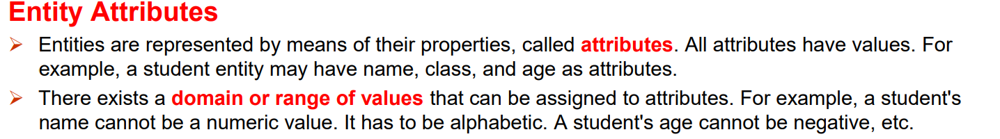 Entity Attributes
➢ Entities are represented by means of their properties, called attributes. All attributes have values. For
example, a student entity may have name, class, and age as attributes.
➢ There exists a domain or range of values that can be assigned to attributes. For example, a student's
name cannot be a numeric value. It has to be alphabetic. A student's age cannot be negative, etc.